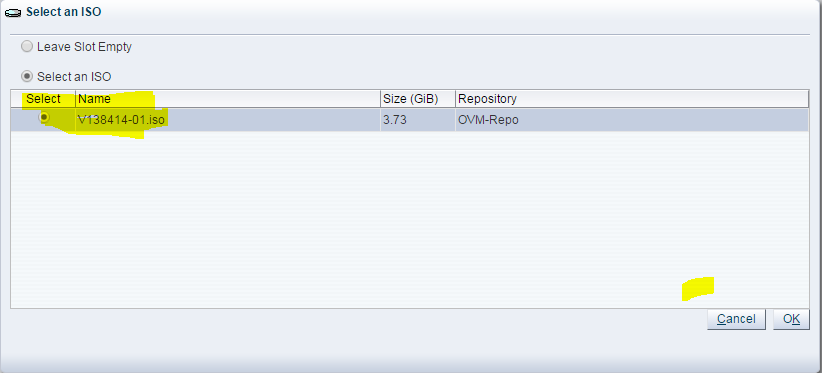 Select an ISO
Leave Slot Empty
Select an ISO
Select Name Size (GiB) Repository
V138414-01.iso 3.73 OVM-Repo
Cancel OK